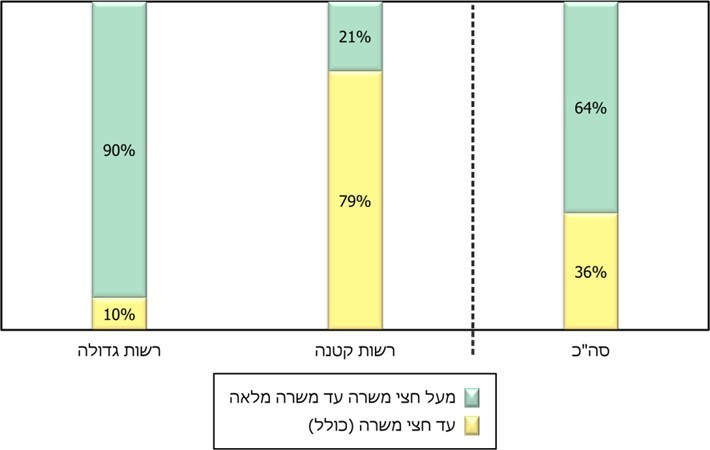 21%
64%
90%
79%
36%
10%
סה"כ
רשות קטנה
רשות גדולה
מעל חצי משרה עד משרה מלאה
עד חצי משרה (כולל)